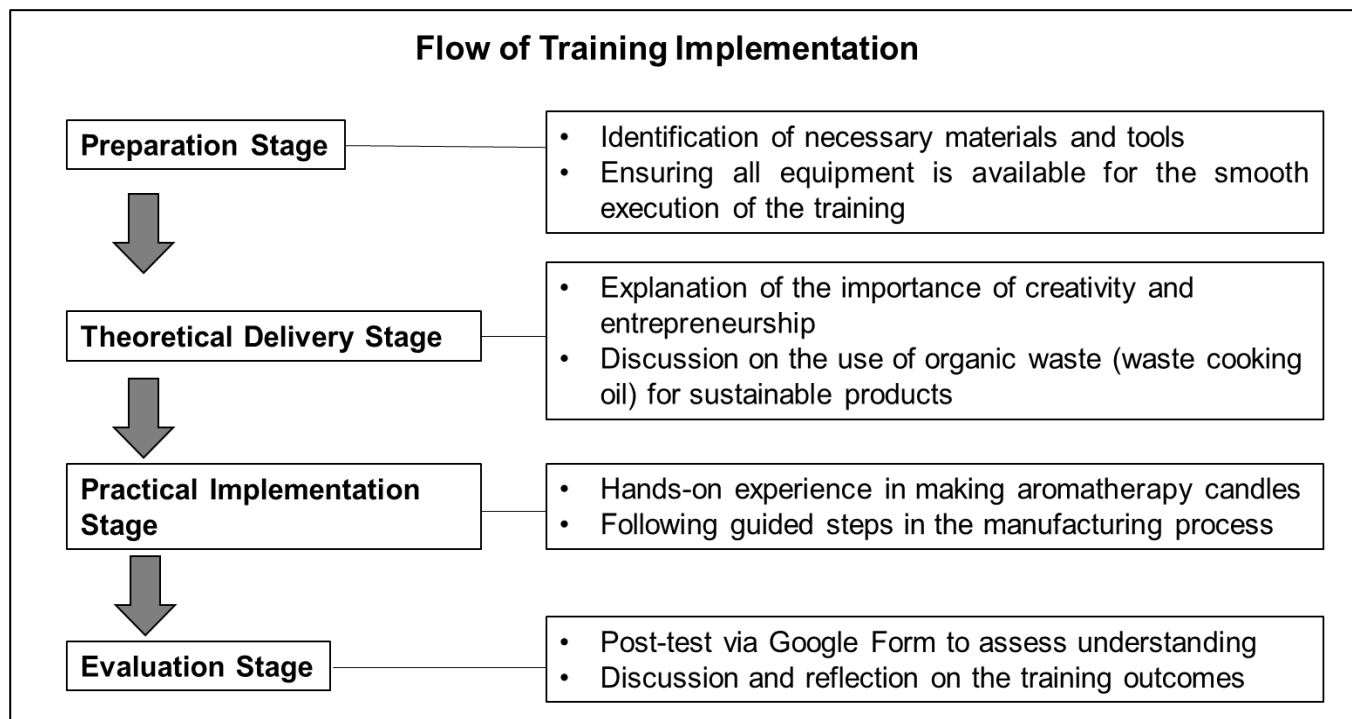 Flow of Training Implementation
Preparation Stage
• Identification of necessary materials and tools
• Ensuring all equipment is available for the smooth
execution of the training
Theoretical Delivery Stage
• Explanation of the importance of creativity and
entrepreneurship
• Discussion on the use of organic waste (waste cooking
oil) for sustainable products
Practical Implementation
Stage
• Hands-on experience in making aromatherapy candles
• Following guided steps in the manufacturing process
Evaluation Stage
• Post-test via Google Form to assess understanding
• Discussion and reflection on the training outcomes